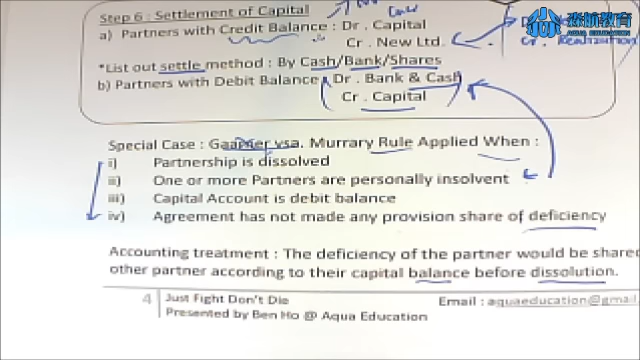 Step 6 : Settlement of Capital
a) Partners with Credit Balance : Dr . Capital
Cr . New Ltd.
*List out settle method : By Cash/Bank/Shares
b) Partners with Debit Balance Dr . Bank & Cash
Cr . Capital
森航教育
AQUA EDUCATION
cr. Realization
Special Case : vsa. Murrary Rule Applied When :
i) Partnership is dissolved
ii) One or more Partners are personally insolvent
iii) Capital Account is debit balance
iv) Agreement has not made any provision share of deficiency
Accounting treatment : The deficiency of the partner would be shared
other partner according to their capital balance before dissolution.
4 Just Fight Don't Die
Presented by Ben Ho @ Aqua Education
Email : aquaeducation@gmail.